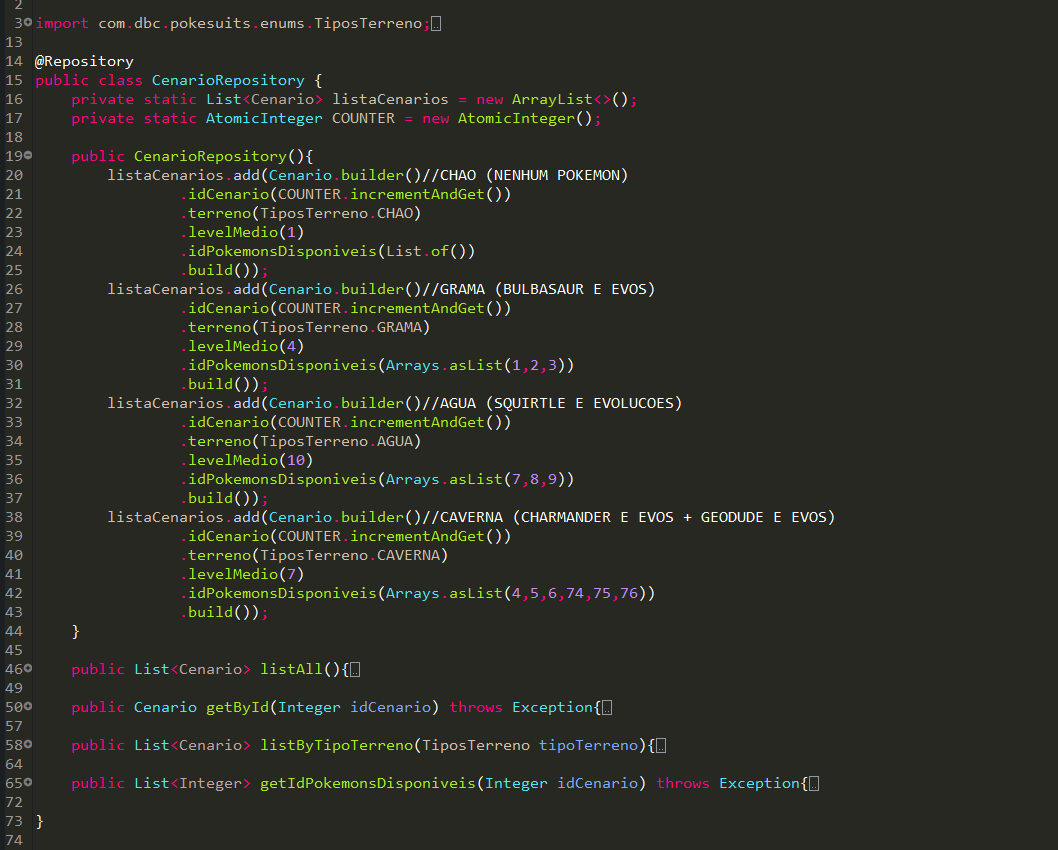 2
3 import com.dbc.pokesuits.enums.TiposTerreno;
13
14 @Repository
15 public class CenarioRepository {
16     private static List<Cenario> listaCenarios = new ArrayList<>();
17     private static AtomicInteger COUNTER = new AtomicInteger();
18
19     public CenarioRepository(){
20         listaCenarios.add(Cenario.builder()//CHAO (NENHUM POKEMON)
21                 .idCenario(COUNTER.incrementAndGet())
22                 .terreno(TiposTerreno.CHAO)
23                 .levelMedio(1)
24                 .idPokemonsDisponiveis(List.of())
25                 .build());
26         listaCenarios.add(Cenario.builder()//GRAMA (BULBASAUR E EVOS)
27                 .idCenario(COUNTER.incrementAndGet())
28                 .terreno(TiposTerreno.GRAMA)
29                 .levelMedio(4)
30                 .idPokemonsDisponiveis(Arrays.asList(1,2,3))
31                 .build());
32         listaCenarios.add(Cenario.builder()//AGUA (SQUIRTLE E EVOLUCOES)
33                 .idCenario(COUNTER.incrementAndGet())
34                 .terreno(TiposTerreno.AGUA)
35                 .levelMedio(10)
36                 .idPokemonsDisponiveis(Arrays.asList(7,8,9))
37                 .build());
38         listaCenarios.add(Cenario.builder()//CAVERNA (CHARMANDER E EVOS + GEODUDE E EVOS)
39                 .idCenario(COUNTER.incrementAndGet())
40                 .terreno(TiposTerreno.CAVERNA)
41                 .levelMedio(7)
42                 .idPokemonsDisponiveis(Arrays.asList(4,5,6,74,75,76))
43                 .build());
44     }
45
46     public List<Cenario> listAll(){
49
50     public Cenario getById(Integer idCenario) throws Exception{
57
58     public List<Cenario> listByTipoTerreno(TiposTerreno tipoTerreno){
64
65     public List<Integer> getIdPokemonsDisponiveis(Integer idCenario) throws Exception{
72
73 }
74